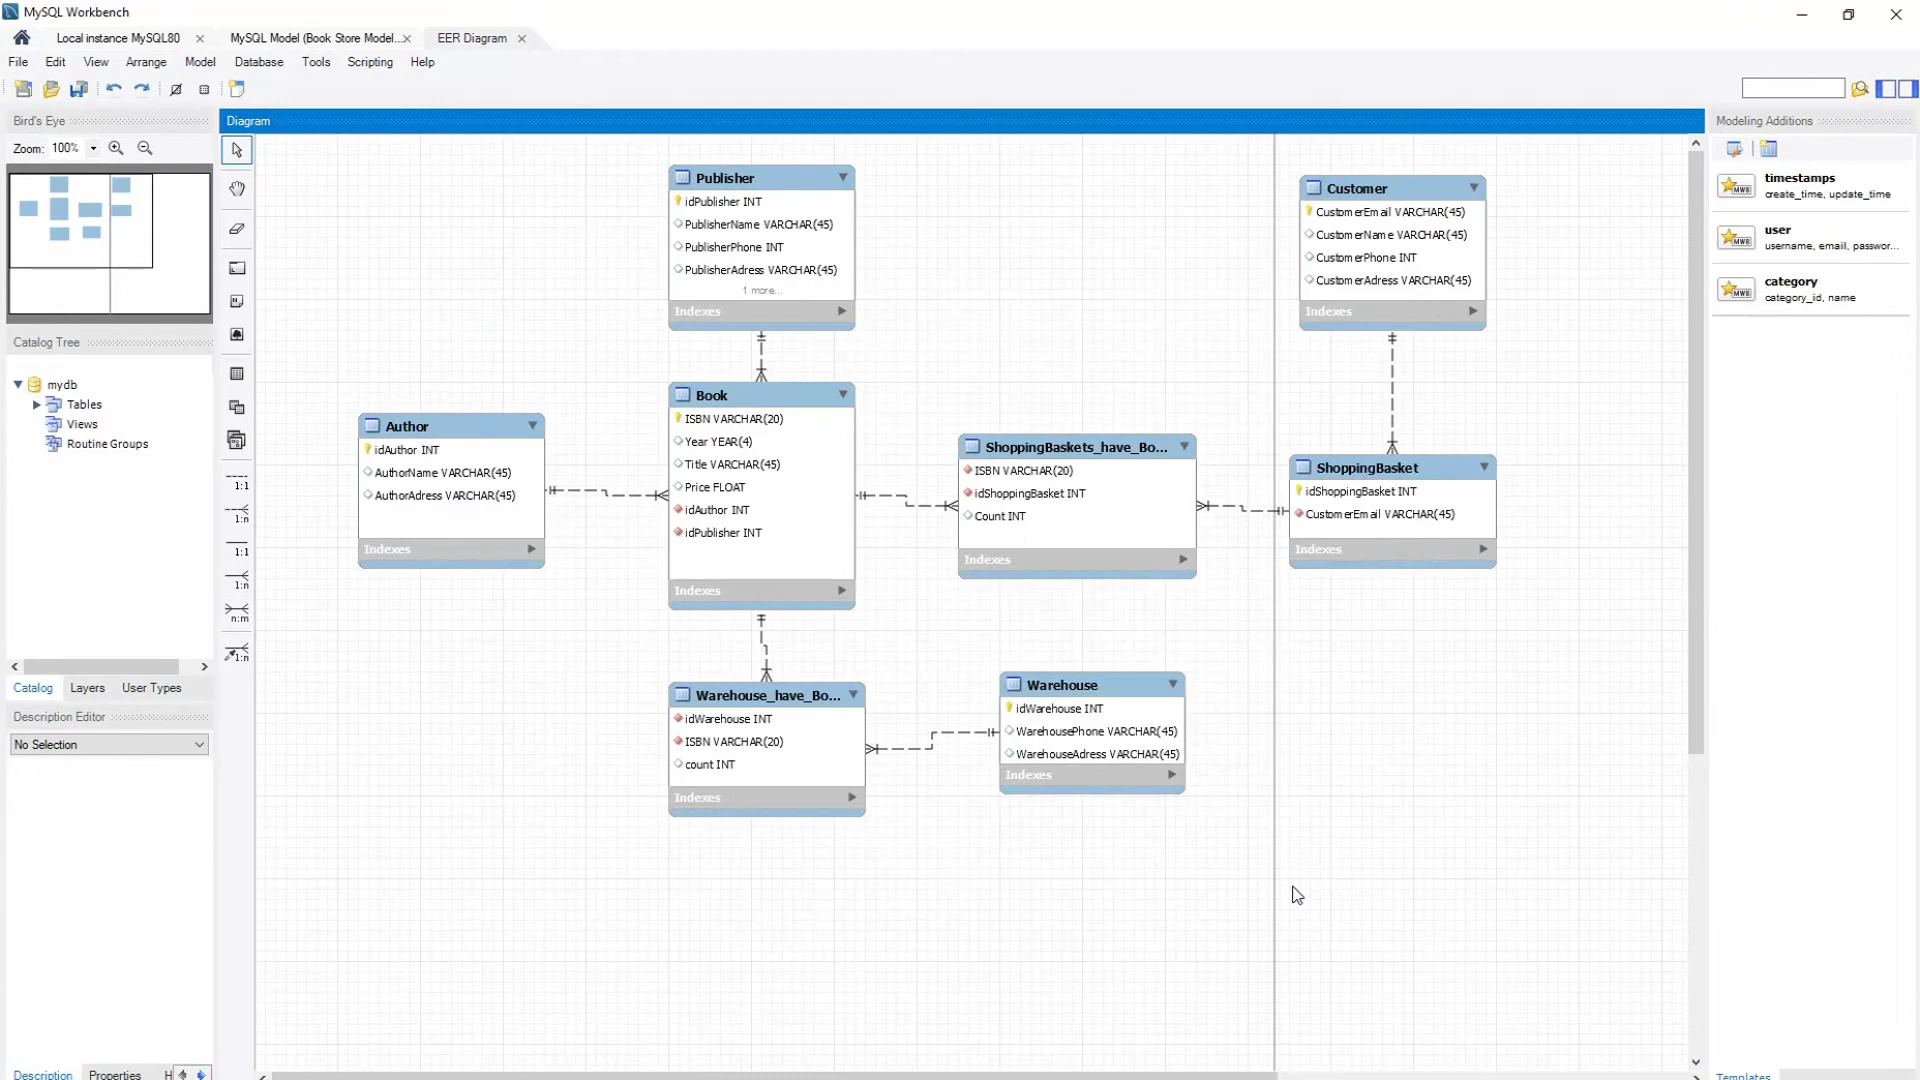 MySQL Workbench
Local instance MySQL80
MySQL Model (Book Store Model...
EER Diagram
File Edit View Arrange Model Database Tools Scripting Help
Bird's Eye
Zoom: 100%
Catalog Tree
mydb
Tables
Views
Routine Groups
Catalog Layers User Types
Description Editor
No Selection
Description Properties H
1:1
1:n
1:1
1:n
n:m
1:n
Diagram
Publisher
idPublisher INT
PublisherName VARCHAR(45)
PublisherPhone INT
PublisherAdress VARCHAR(45)
1 more...
Indexes
Customer
CustomerEmail VARCHAR(45)
CustomerName VARCHAR(45)
CustomerPhone INT
CustomerAdress VARCHAR(45)
Indexes
Author
idAuthor INT
AuthorName VARCHAR(45)
AuthorAdress VARCHAR(45)
Indexes
Book
ISBN VARCHAR(20)
Year YEAR(4)
Title VARCHAR(45)
Price FLOAT
idAuthor INT
idPublisher INT
Indexes
ShoppingBaskets_have_Bo...
ISBN VARCHAR(20)
idShoppingBasket INT
Count INT
Indexes
ShoppingBasket
idShoppingBasket INT
CustomerEmail VARCHAR(45)
Indexes
Warehouse_have_Bo...
idWarehouse INT
ISBN VARCHAR(20)
count INT
Indexes
Warehouse
idWarehouse INT
WarehousePhone VARCHAR(45)
WarehouseAdress VARCHAR(45)
Indexes
Modeling Additions
MWB
timestamps
create_time, update_time
MWB
user
username, email, passwor...
MWB
category
category_id, name
Templates